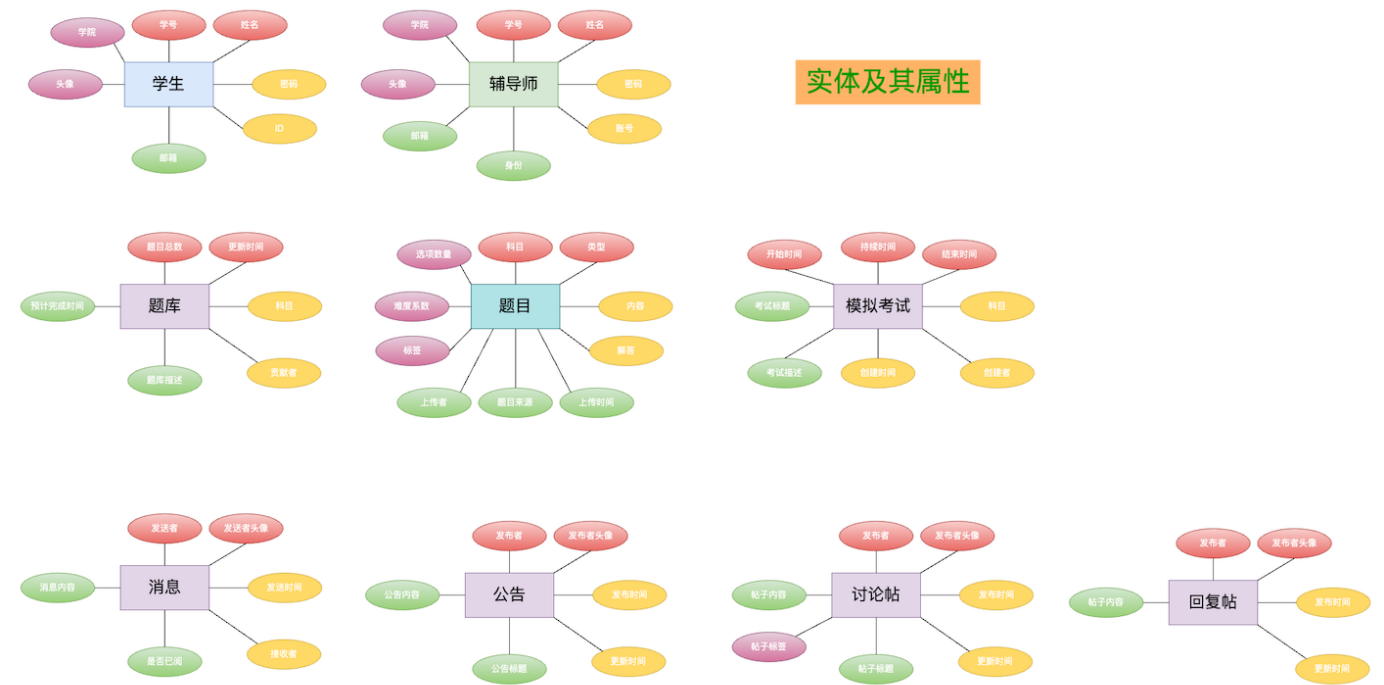 学院
学号
姓名
头像
学生
密码
ID
邮籍
学院
学号
姓名
头像
辅导师
密码
邮籍
账号
身份
实体及其属性
题目总数
更新时间
预计完成时间
题库
科目
题库描述
贡献者
选项数量
科目
类型
难度系数
题目
内容
标签
解答
上传者
题目来源
上传时间
开始时间
持续时间
结束时间
考试标题
模拟考试
科目
考试描述
创建时间
创建者
发送者
发送者头像
消息内容
消息
发送时间
是否已阅
接收者
发布者
发布者头像
公告内容
公告
发布时间
公告标题
更新时间
发布者
发布者头像
帖子内容
讨论帖
发布时间
帖子标签
帖子标题
更新时间
发布者
发布者头像
帖子内容
回复帖
发布时间
更新时间